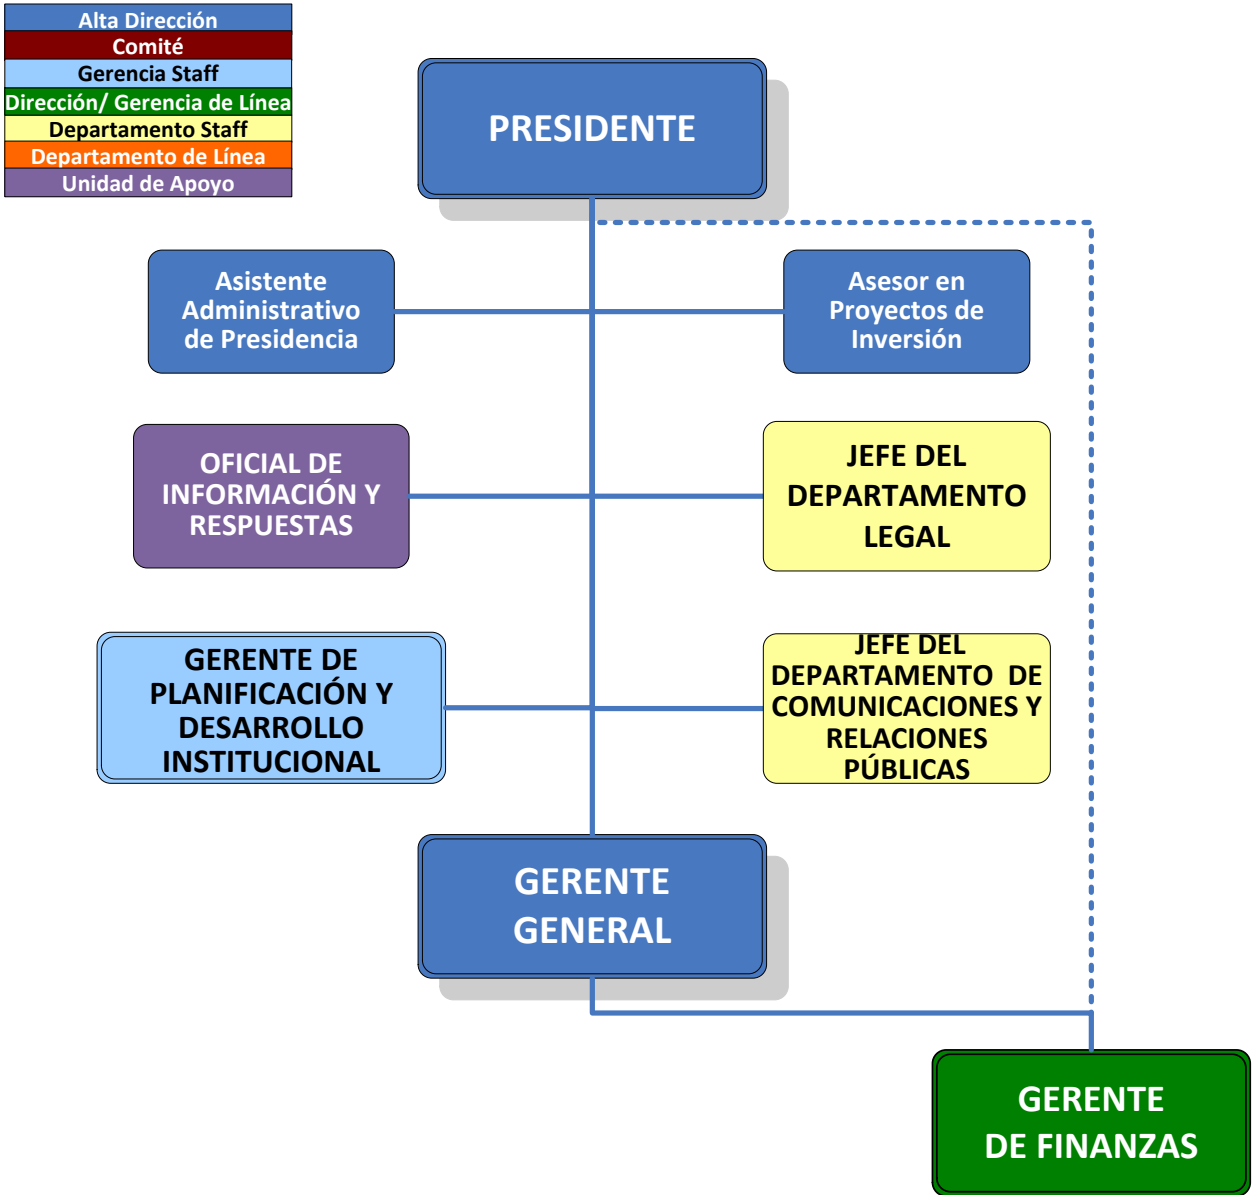 Alta Dirección
Comité
Gerencia Staff
Dirección/ Gerencia de Línea
Departamento Staff
Departamento de Línea
Unidad de Apoyo
PRESIDENTE
Asistente
Administrativo
de Presidencia
Asesor en
Proyectos de
Inversión
OFICIAL DE
INFORMACIÓN Y
RESPUESTAS
JEFE DEL
DEPARTAMENTO
LEGAL
GERENTE DE
PLANIFICACIÓN Y
DESARROLLO
INSTITUCIONAL
JEFE DEL
DEPARTAMENTO DE
COMUNICACIONES Y
RELACIONES
PÚBLICAS
GERENTE
GENERAL
GERENTE
DE FINANZAS